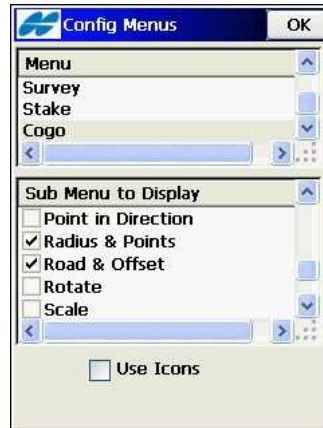 Config Menus
OK
Menu
Survey
Stake
Cogo
Sub Menu to Display
Point in Direction
Radius & Points
Road & Offset
Rotate
Scale
Use Icons